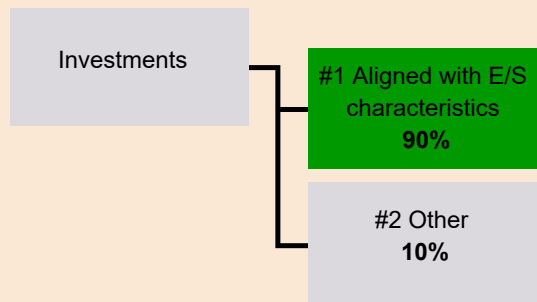 Investments
#1 Aligned with E/S
characteristics
90%
#2 Other
10%